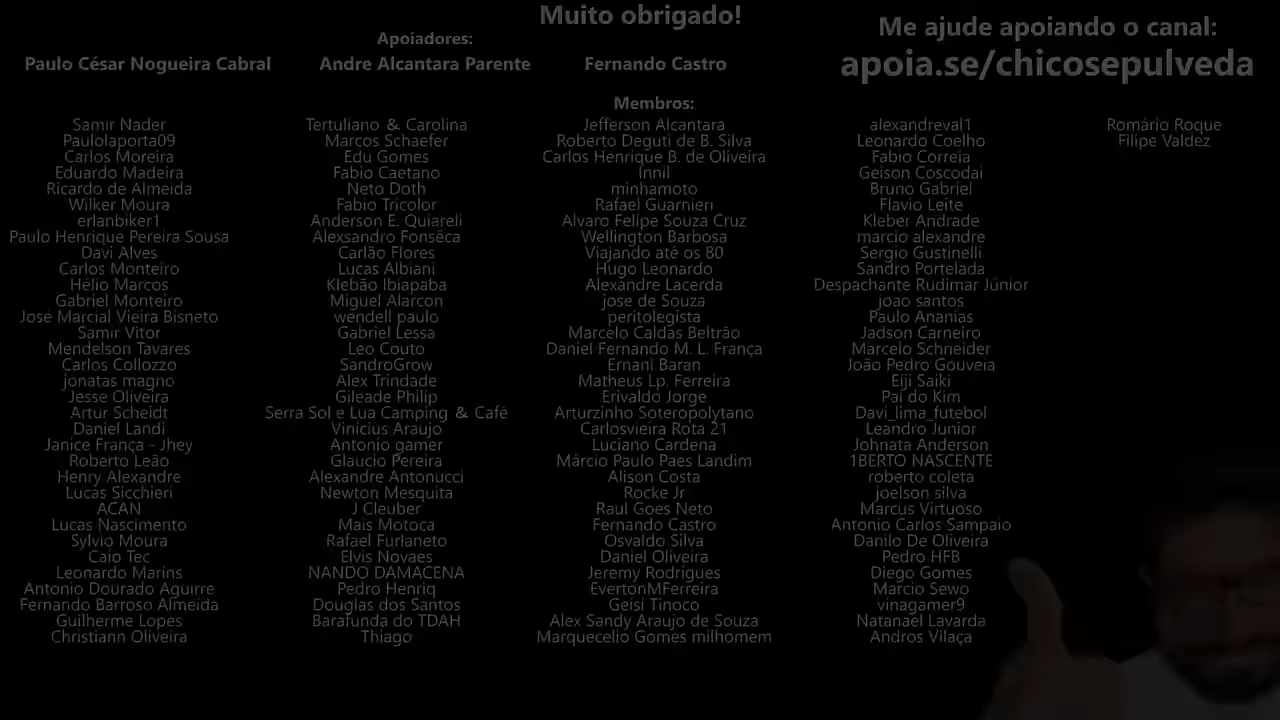 Muito obrigado!
Me ajude apoiando o canal:
apoia.se/chicosepulveda
Apoiadores:
Paulo César Nogueira Cabral
Andre Alcantara Parente
Fernando Castro
Membros:
Samir Nader
Paulolaporta09
Carlos Moreira
Eduardo Madeira
Ricardo de Almeida
Wilker Moura
erlanbiker1
Paulo Henrique Pereira Sousa
Davi Alves
Carlos Monteiro
Hélio Marcos
Gabriel Monteiro
José Marcial Vieira Bisneto
Samir Vitor
Mendelson Tavares
Carlos Collozzo
jonatas magno
Jesse Oliveira
Artur Scheidt
Daniel Landi
Janice França - Jhey
Roberto Leão
Henry Alexandre
Lucas Sicchieri
ACAN
Lucas Nascimento
Sylvio Moura
Caio Tec
Leonardo Marins
Antonio Dourado Aguirre
Fernando Barroso Almeida
Guilherme Lopes
Christiann Oliveira
Tertuliano & Carolina
Marcos Schaefer
Edu Gomes
Fabio Caetano
Neto Doth
Fabio Tricolor
Anderson E. Quiareli
Alexsandro Fonsêca
Carlão Flores
Lucas Albiani
Klebão Ibiapaba
Miguel Alarcon
wendell paulo
Gabriel Lessa
Leo Couto
SandroGrow
Alex Trindade
Gileade Philip
Serra Sol e Lua Camping & Café
Vinicius Araujo
Antonio gamer
Glaucio Pereira
Alexandre Antonucci
Newton Mesquita
J Cleuber
Mais Motoca
Rafael Furlaneto
Elvis Novaes
NANDO DAMACENA
Pedro Henriq
Douglas dos Santos
Barafunda do TDAH
Thiago
Jefferson Alcantara
Roberto Deguti de B. Silva
Carlos Henrique B. de Oliveira
Innil
minhamoto
Rafael Guarnieri
Alvaro Felipe Souza Cruz
Wellington Barbosa
Viajando até os 80
Hugo Leonardo
Alexandre Lacerda
jose de Souza
peritolegista
Marcelo Caldas Beltrão
Daniel Fernando M. L. França
Ernani Baran
Matheus Lp. Ferreira
Erivaldo Jorge
Arturzinho Soteropolytano
Carlosvieira Rota 21
Luciano Cardena
Márcio Paulo Paes Landim
Alison Costa
Rocke Jr
Raul Goes Neto
Fernando Castro
Osvaldo Silva
Daniel Oliveira
Jeremy Rodrigues
EvertonMFerreira
Geisi Tinoco
Alex Sandy Araujo de Souza
Marquecelio Gomes milhomem
alexandreval1
Leonardo Coelho
Fabio Correia
Geison Coscodai
Bruno Gabriel
Flavio Leite
Kleber Andrade
marcio alexandre
Sergio Gustinelli
Sandro Portelada
Despachante Rudimar Júnior
joao santos
Paulo Ananias
Jadson Carneiro
Marcelo Schneider
João Pedro Gouveia
Eiji Saiki
Pai do Kim
Davi_lima_futebol
Leandro Junior
Johnata Anderson
1BERTO NASCENTE
roberto coleta
joelson silva
Marcus Virtuoso
Antonio Carlos Sampaio
Danilo De Oliveira
Pedro HFB
Diego Gomes
Marcio Sewo
vinagamer9
Natanael Lavarda
Andros Vilaça
Romário Roque
Filipe Valdez